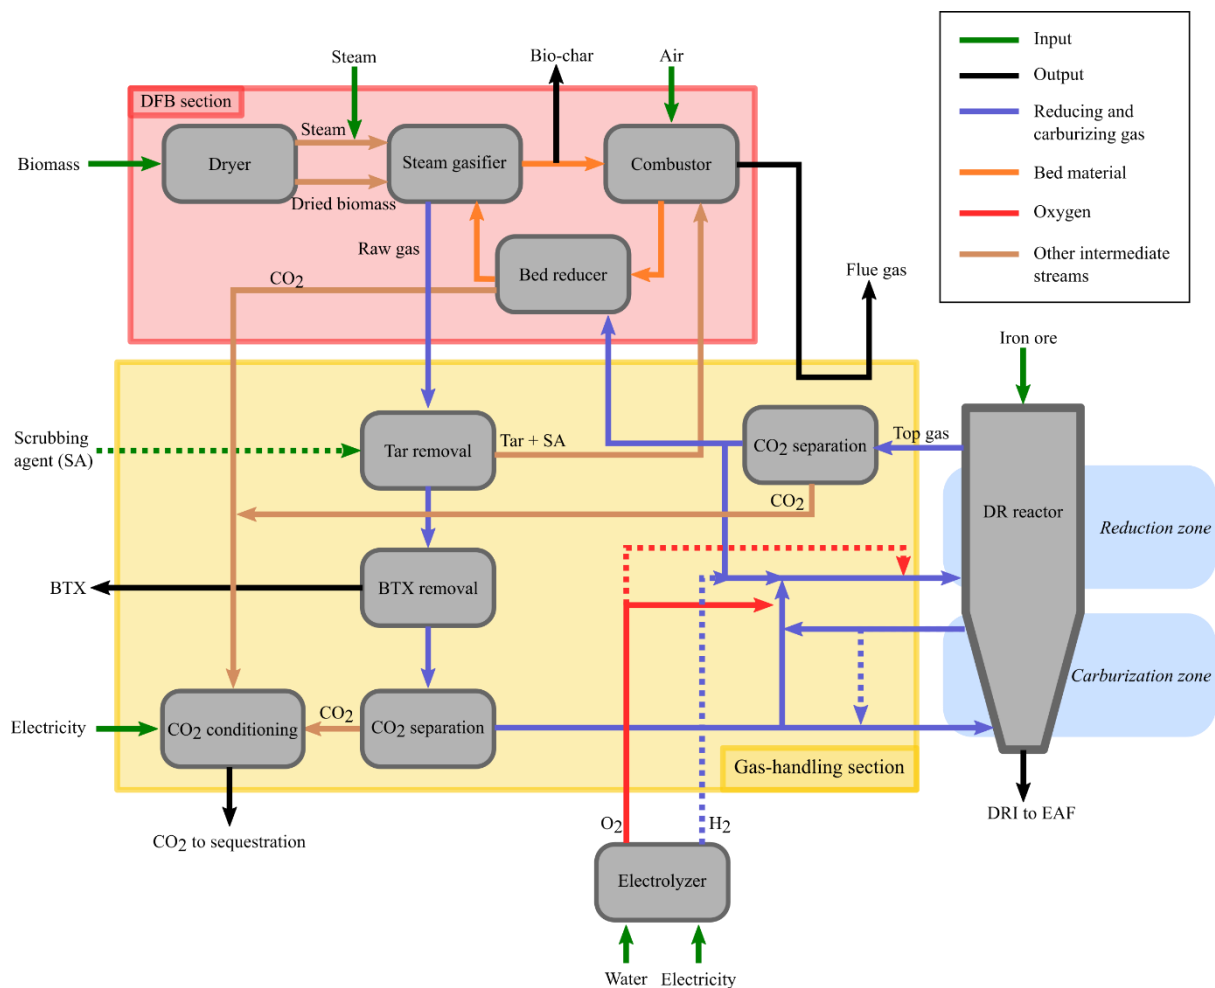 Steam
Bio-char
Air
Input
Output
Reducing and
carburizing gas
Bed material
Oxygen
Other intermediate
streams
DFB section
Biomass
Dryer
Steam
Dried biomass
Steam gasifier
Combustor
Raw gas
Bed reducer
CO2
Flue gas
Iron ore
Scrubbing
agent (SA)
Tar removal
Tar + SA
CO2 separation
Top gas
CO2
DR reactor
Reduction zone
BTX
BTX removal
Carburization zone
Electricity
CO2 conditioning
CO2
CO2 separation
Gas-handling section
CO2 to sequestration
O2
H2
DRI to EAF
Electrolyzer
Water
Electricity